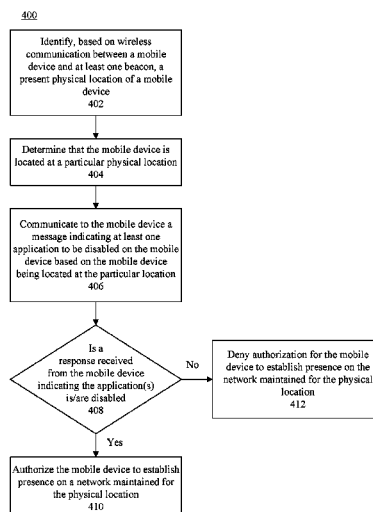 400
Identify, based on wireless
communication between a mobile
device and at least one beacon, a
present physical location of a mobile
device
402
Determine that the mobile device is
located at a particular physical location
404
Communicate to the mobile device a
message indicating at least one
application to be disabled on the mobile
device based on the mobile device
being located at the particular location
406
Is a
response received
from the mobile device
indicating the application(s)
is/are disabled
408
No
Deny authorization for the mobile
device to establish presence on the
network maintained for the physical
location
412
Yes
Authorize the mobile device to establish
presence on a network maintained for
the physical location
410